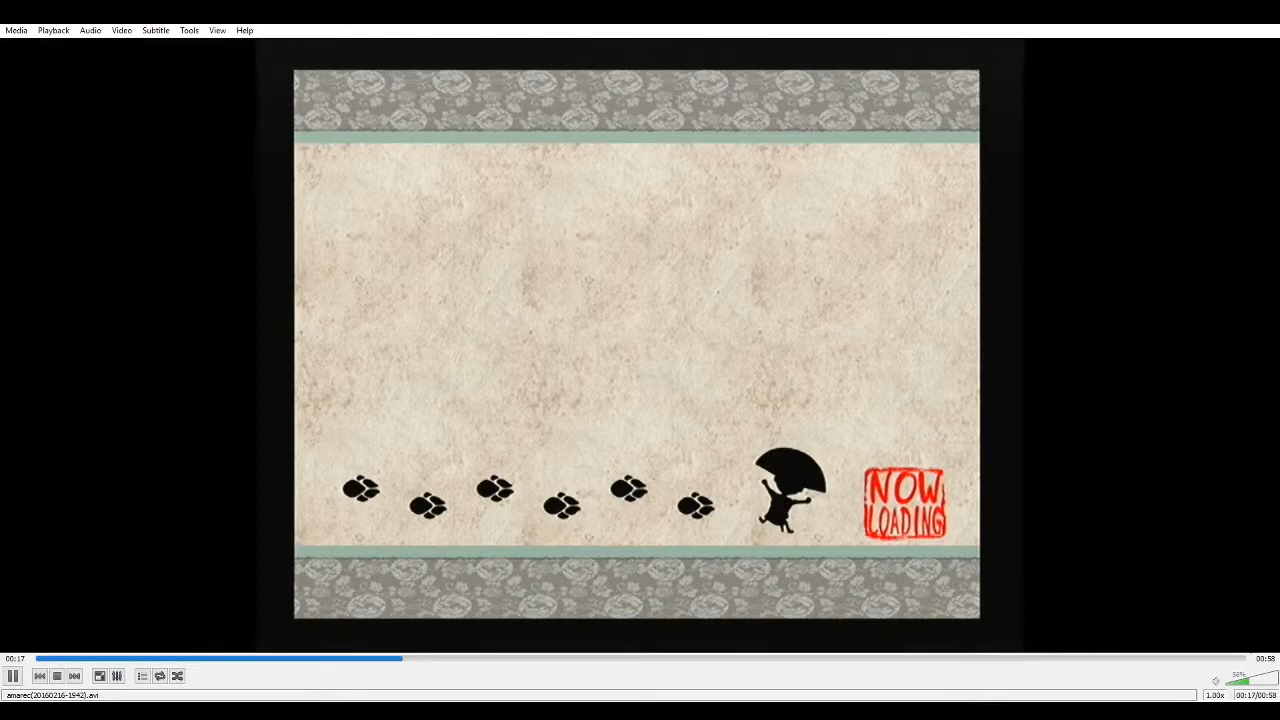 Media Playback Audio Video Subtitle Tools View Help
NOW
LOADING
00:17 00:58
56%
amarec(20160216-1942).avi 1.00x 00:17/00:58